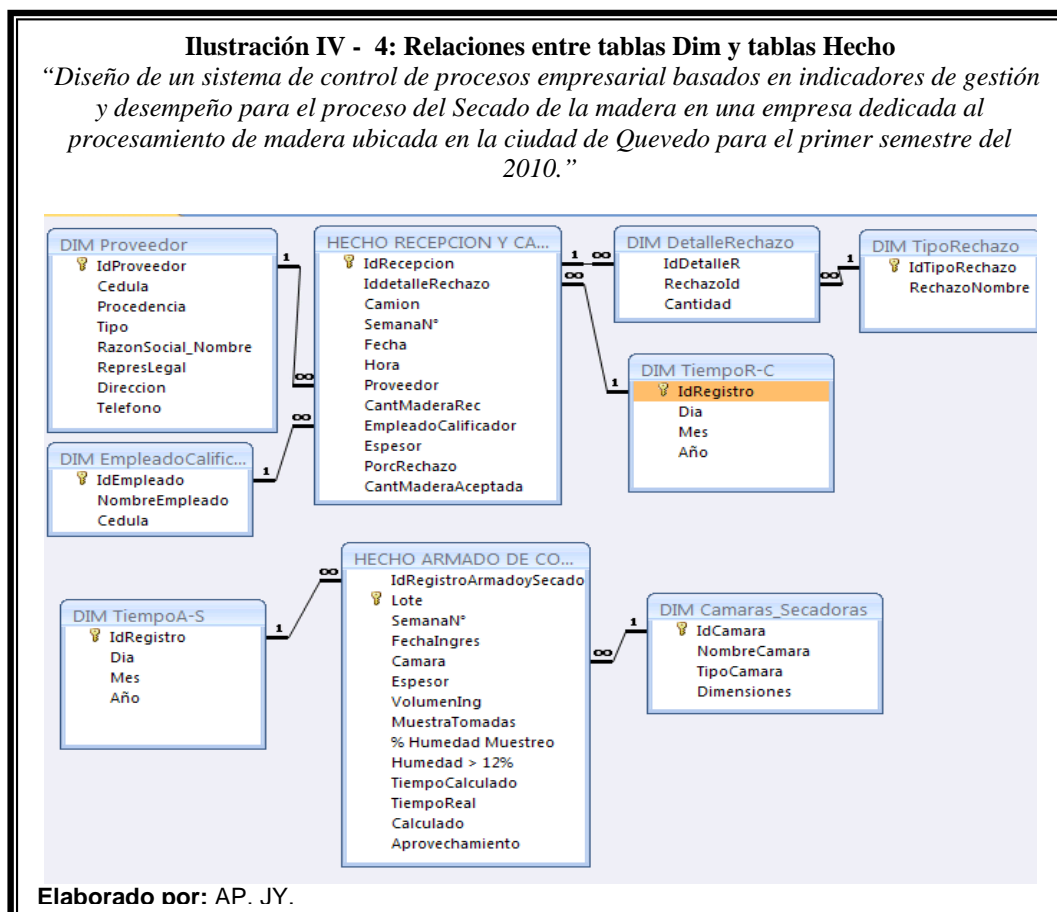 Ilustración IV - 4: Relaciones entre tablas Dim y tablas Hecho
“Diseño de un sistema de control de procesos empresarial basados en indicadores de gestión
y desempeño para el proceso del Secado de la madera en una empresa dedicada al
procesamiento de madera ubicada en la ciudad de Quevedo para el primer semestre del
2010.”
DIM Proveedor
IdProveedor
Cedula
Procedencia
Tipo
RazonSocial_Nombre
RepresLegal
Direccion
Telefono
1
∞
HECHO RECEPCION Y CA...
IdRecepcion
IddetalleRechazo
Camion
SemanaN°
Fecha
Hora
Proveedor
CantMaderaRec
EmpleadoCalificador
Espesor
PorcRechazo
CantMaderaAceptada
1 ∞
∞
DIM DetalleRechazo
IdDetalleR
RechazoId
Cantidad
∞ 1
DIM TipoRechazo
IdTipoRechazo
RechazoNombre
1
DIM TiempoR-C
IdRegistro
Dia
Mes
Año
DIM EmpleadoCalific...
IdEmpleado
NombreEmpleado
Cedula
1
∞
HECHO ARMADO DE CO...
IdRegistroArmadoySecado
Lote
SemanaN°
FechaIngres
Camara
Espesor
VolumenIng
MuestraTomadas
% Humedad Muestreo
Humedad > 12%
TiempoCalculado
TiempoReal
Calculado
Aprovechamiento
DIM TiempoA-S
IdRegistro
Dia
Mes
Año
1
∞
DIM Camaras_Secadoras
IdCamara
NombreCamara
TipoCamara
Dimensiones
1
∞
Elaborado por: AP. JY.